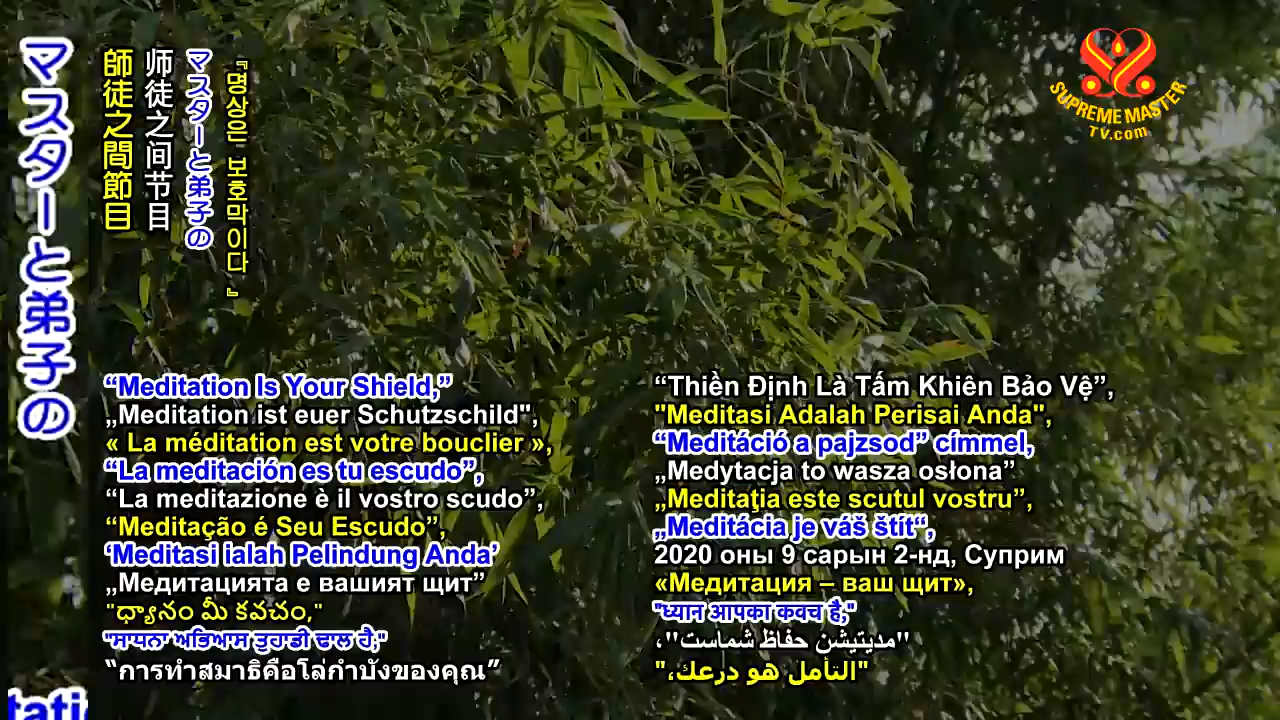 マスターと弟子の
師徒之間節目
师徒之间节目
マスターと弟子の
『명상은 보호막이다 』
SUPREME MASTER
TV.com
“Meditation Is Your Shield,”
„Meditation ist euer Schutzschild",
« La méditation est votre bouclier »,
“La meditación es tu escudo”,
“La meditazione è il vostro scudo”,
“Meditação é Seu Escudo”,
‘Meditasi ialah Pelindung Anda’
„Медитацията е вашият щит”
"ధ్యానం మీ కవచం,"
"ਸਾਧਨਾ ਅਭਿਆਸ ਤੁਹਾਡੀ ਢਾਲ ਹੈ;"
“การทำสมาธิคือโล่กำบังของคุณ”
“Thiền Định Là Tấm Khiên Bảo Vệ”,
"Meditasi Adalah Perisai Anda",
“Meditáció a pajzsod” címmel,
„Medytacja to wasza osłona”
„Meditaţia este scutul vostru”,
„Meditácia je váš štít“,
2020 оны 9 сарын 2-нд, Суприм
«Медитация – ваш щит»,
"ध्यान आपका कवच है,"
"مدیتیشن حفاظ شماست"،
"التأمل هو درعك،"
tati